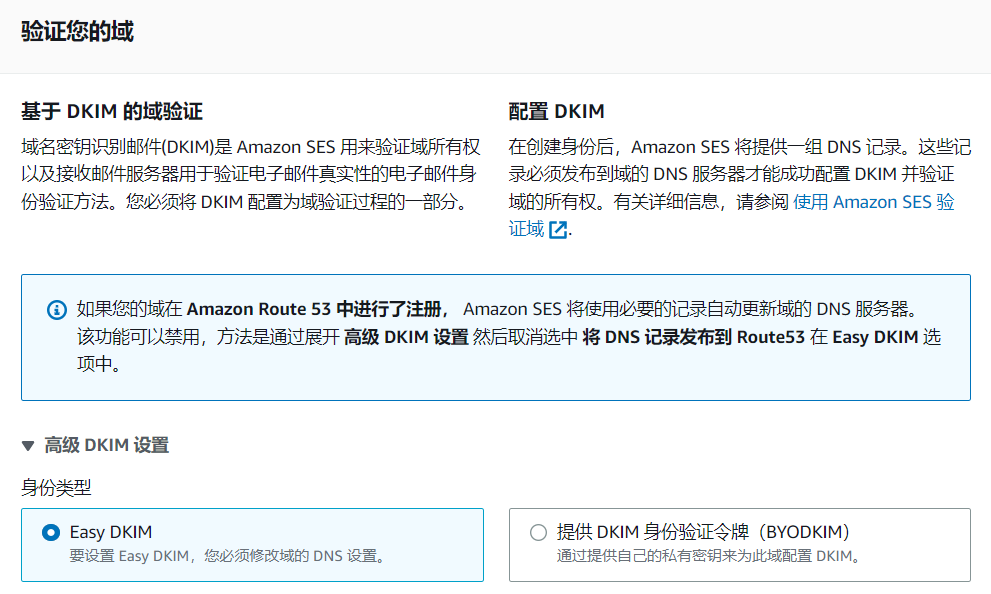 验证您的域
基于 DKIM 的域验证
域名密钥识别邮件(DKIM)是 Amazon SES 用来验证域所有权
以及接收邮件服务器用于验证电子邮件真实性的电子邮件身
份验证方法。您必须将 DKIM 配置为域验证过程的一部分。
配置 DKIM
在创建身份后，Amazon SES 将提供一组 DNS 记录。这些记
录必须发布到域的 DNS 服务器才能成功配置 DKIM 并验证
域的所有权。有关详细信息，请参阅 使用 Amazon SES 验
证域.
如果您的域在 Amazon Route 53 中进行了注册， Amazon SES 将使用必要的记录自动更新域的 DNS 服务器。
该功能可以禁用，方法是通过展开 高级 DKIM 设置 然后取消选中 将 DNS 记录发布到 Route53 在 Easy DKIM 选
项中。
高级 DKIM 设置
身份类型
Easy DKIM
要设置 Easy DKIM，您必须修改域的 DNS 设置。
提供 DKIM 身份验证令牌（BYODKIM）
通过提供自己的私有密钥来为此域配置 DKIM。